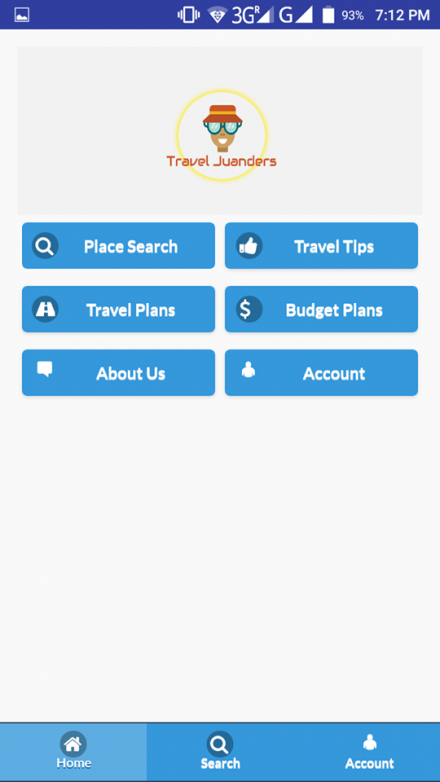 3G R G 93% 7:12 PM
Travel Juanders
Place Search
Travel Tips
Travel Plans
Budget Plans
About Us
Account
Home
Search
Account